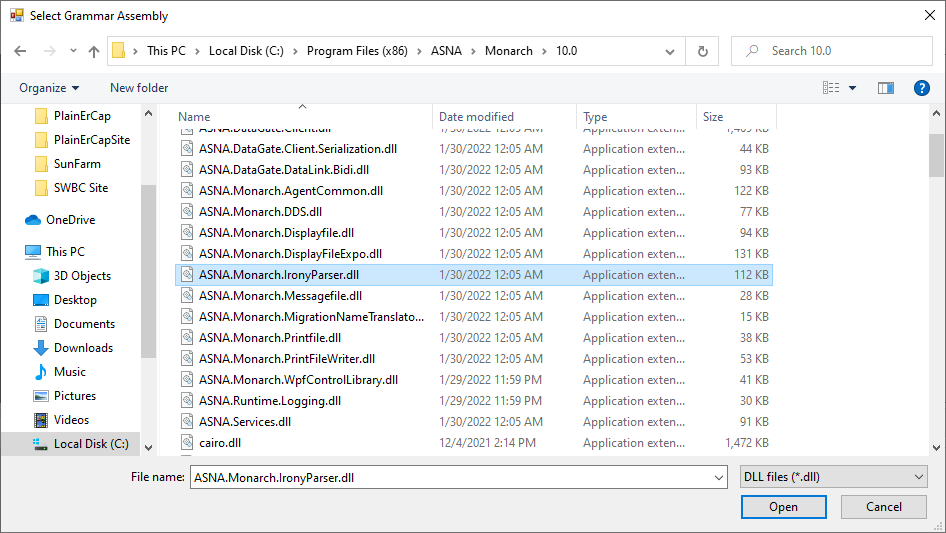 Select Grammar Assembly
This PC > Local Disk (C:) > Program Files (x86) > ASNA > Monarch > 10.0
Search 10.0
Organize
New folder
PlainErCap
PlainErCapSite
SunFarm
SWBC Site
OneDrive
This PC
3D Objects
Desktop
Documents
Downloads
Music
Pictures
Videos
Local Disk (C:)
Name Date modified Type Size
ASNA.DataGate.Client.dll 1/30/2022 12:05 AM Application exten...
ASNA.DataGate.Client.Serialization.dll 1/30/2022 12:05 AM Application exten... 44 KB
ASNA.DataGate.DataLink.Bidi.dll 1/30/2022 12:05 AM Application exten... 93 KB
ASNA.Monarch.AgentCommon.dll 1/30/2022 12:05 AM Application exten... 122 KB
ASNA.Monarch.DDS.dll 1/30/2022 12:05 AM Application exten... 77 KB
ASNA.Monarch.Displayfile.dll 1/30/2022 12:05 AM Application exten... 94 KB
ASNA.Monarch.DisplayFileExpo.dll 1/30/2022 12:05 AM Application exten... 131 KB
ASNA.Monarch.IronyParser.dll 1/30/2022 12:05 AM Application exten... 112 KB
ASNA.Monarch.Messagefile.dll 1/30/2022 12:05 AM Application exten... 28 KB
ASNA.Monarch.MigrationNameTranslato... 1/30/2022 12:05 AM Application exten... 15 KB
ASNA.Monarch.Printfile.dll 1/30/2022 12:05 AM Application exten... 38 KB
ASNA.Monarch.PrintFileWriter.dll 1/30/2022 12:05 AM Application exten... 53 KB
ASNA.Monarch.WpfControlLibrary.dll 1/29/2022 11:59 PM Application exten... 41 KB
ASNA.Runtime.Logging.dll 1/29/2022 11:59 PM Application exten... 30 KB
ASNA.Services.dll 1/30/2022 12:05 AM Application exten... 91 KB
cairo.dll 12/4/2021 2:14 PM Application exten... 1,472 KB
File name: ASNA.Monarch.IronyParser.dll
DLL files (*.dll)
Open
Cancel